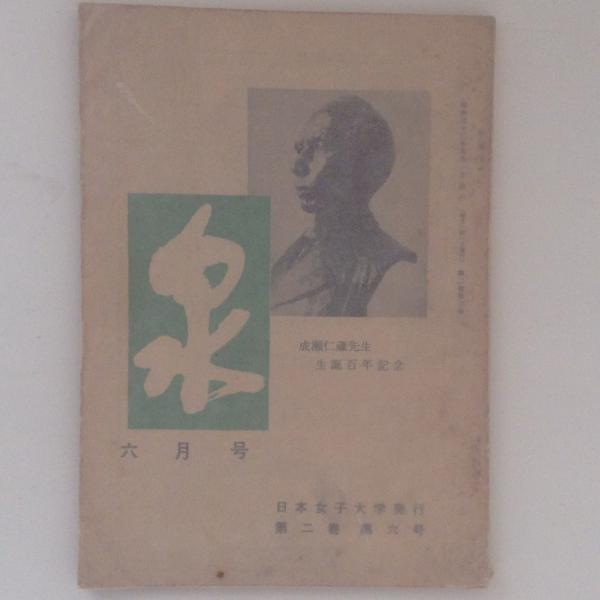 泉
六月号
成瀬仁蔵先生
生誕百年記念
日本女子大学発行
第二巻 第六号